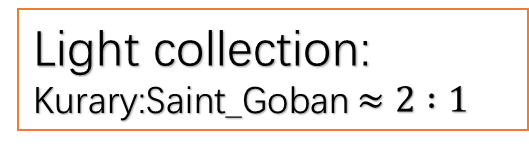 Light collection:
Kurary:Saint_Goban ≈ 2 : 1